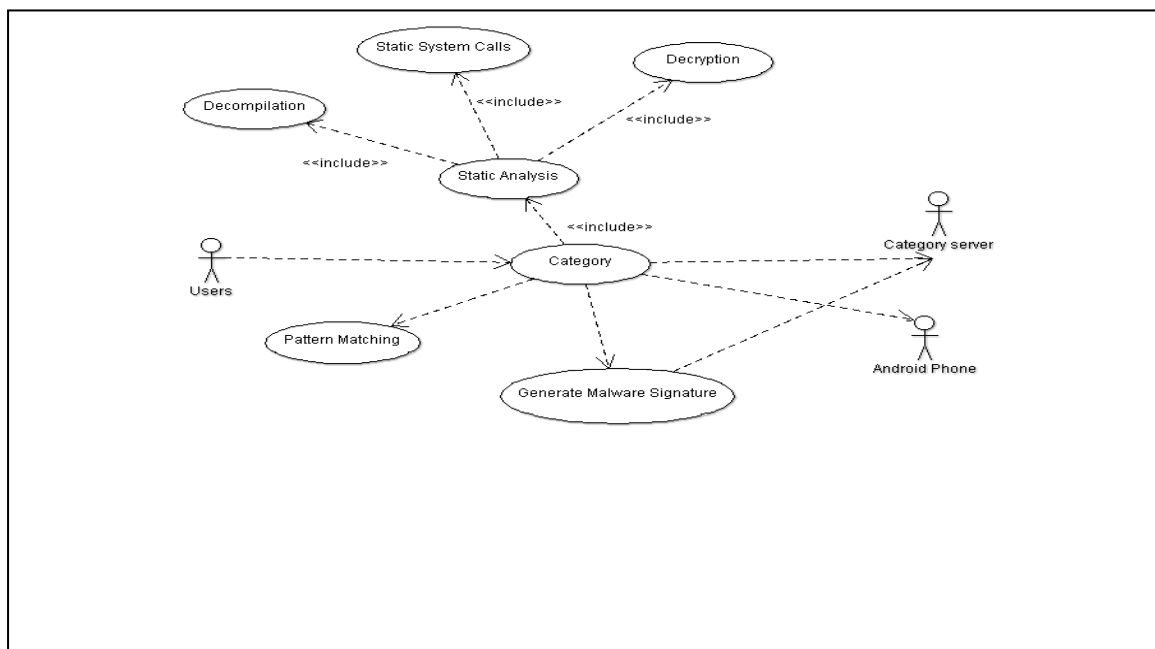 Static System Calls
Decryption
<<include>>
Decompilation
<<include>>
<<include>>
Static Analysis
<<include>>
Category server
Category
Users
Pattern Matching
Android Phone
Generate Malware Signature